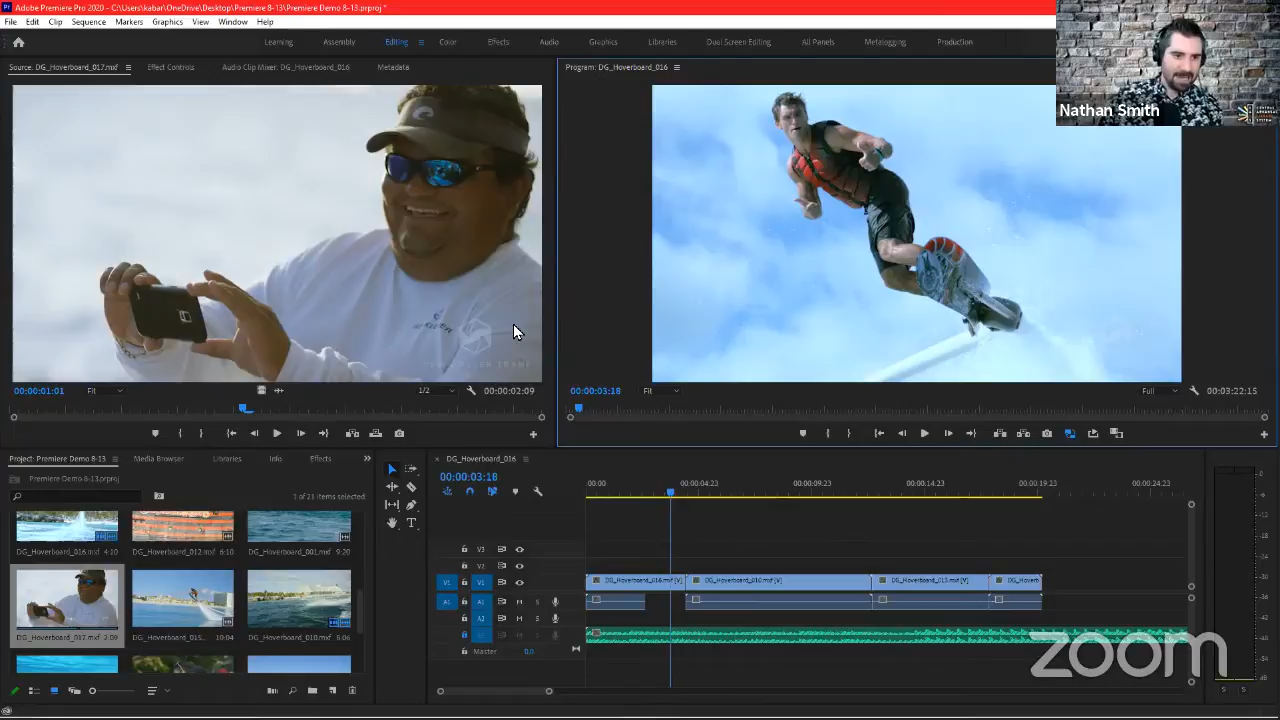 Adobe Premiere Pro 2020 - C:\Users\kabar\OneDrive\Desktop\Premiere 8-13\Premiere Demo 8-13.prproj *
File Edit Clip Sequence Markers Graphics View Window Help
Learning Assembly Editing Color Effects Audio Graphics Libraries Dual Screen Editing All Panels Metalogging Production
Nathan Smith
Source: DG_Hoverboard_017.mxf Effect Controls Audio Clip Mixer: DG_Hoverboard_016 Metadata
Program: DG_Hoverboard_016
00:00:01:01 Fit 1/2 00:00:02:09
00:00:03:18 Fit Full 00:03:22:15
Project: Premiere Demo 8-13 Media Browser Libraries Info Effects
Premiere Demo 8-13.prproj
1 of 21 items selected
DG_Hoverboard_016.mxf 4:10 DG_Hoverboard_012.mxf 6:10 DG_Hoverboard_001.mxf 9:20
DG_Hoverboard_017.mxf 2:09 DG_Hoverboard_015... 10:04 DG_Hoverboard_010.mxf 8:06
× DG_Hoverboard_016
00:00:03:18
:00:00 00:00:04:23 00:00:09:23 00:00:14:23 00:00:19:23 00:00:24:23
V3
V2
V1 V1 DG_Hoverboard_016.mxf [V] DG_Hoverboard_010.mxf [V] DG_Hoverboard_013.mxf [V] DG_Hoverb
A1 A1 M S
A2 M S
M S
Master 0.0
S S
zoom